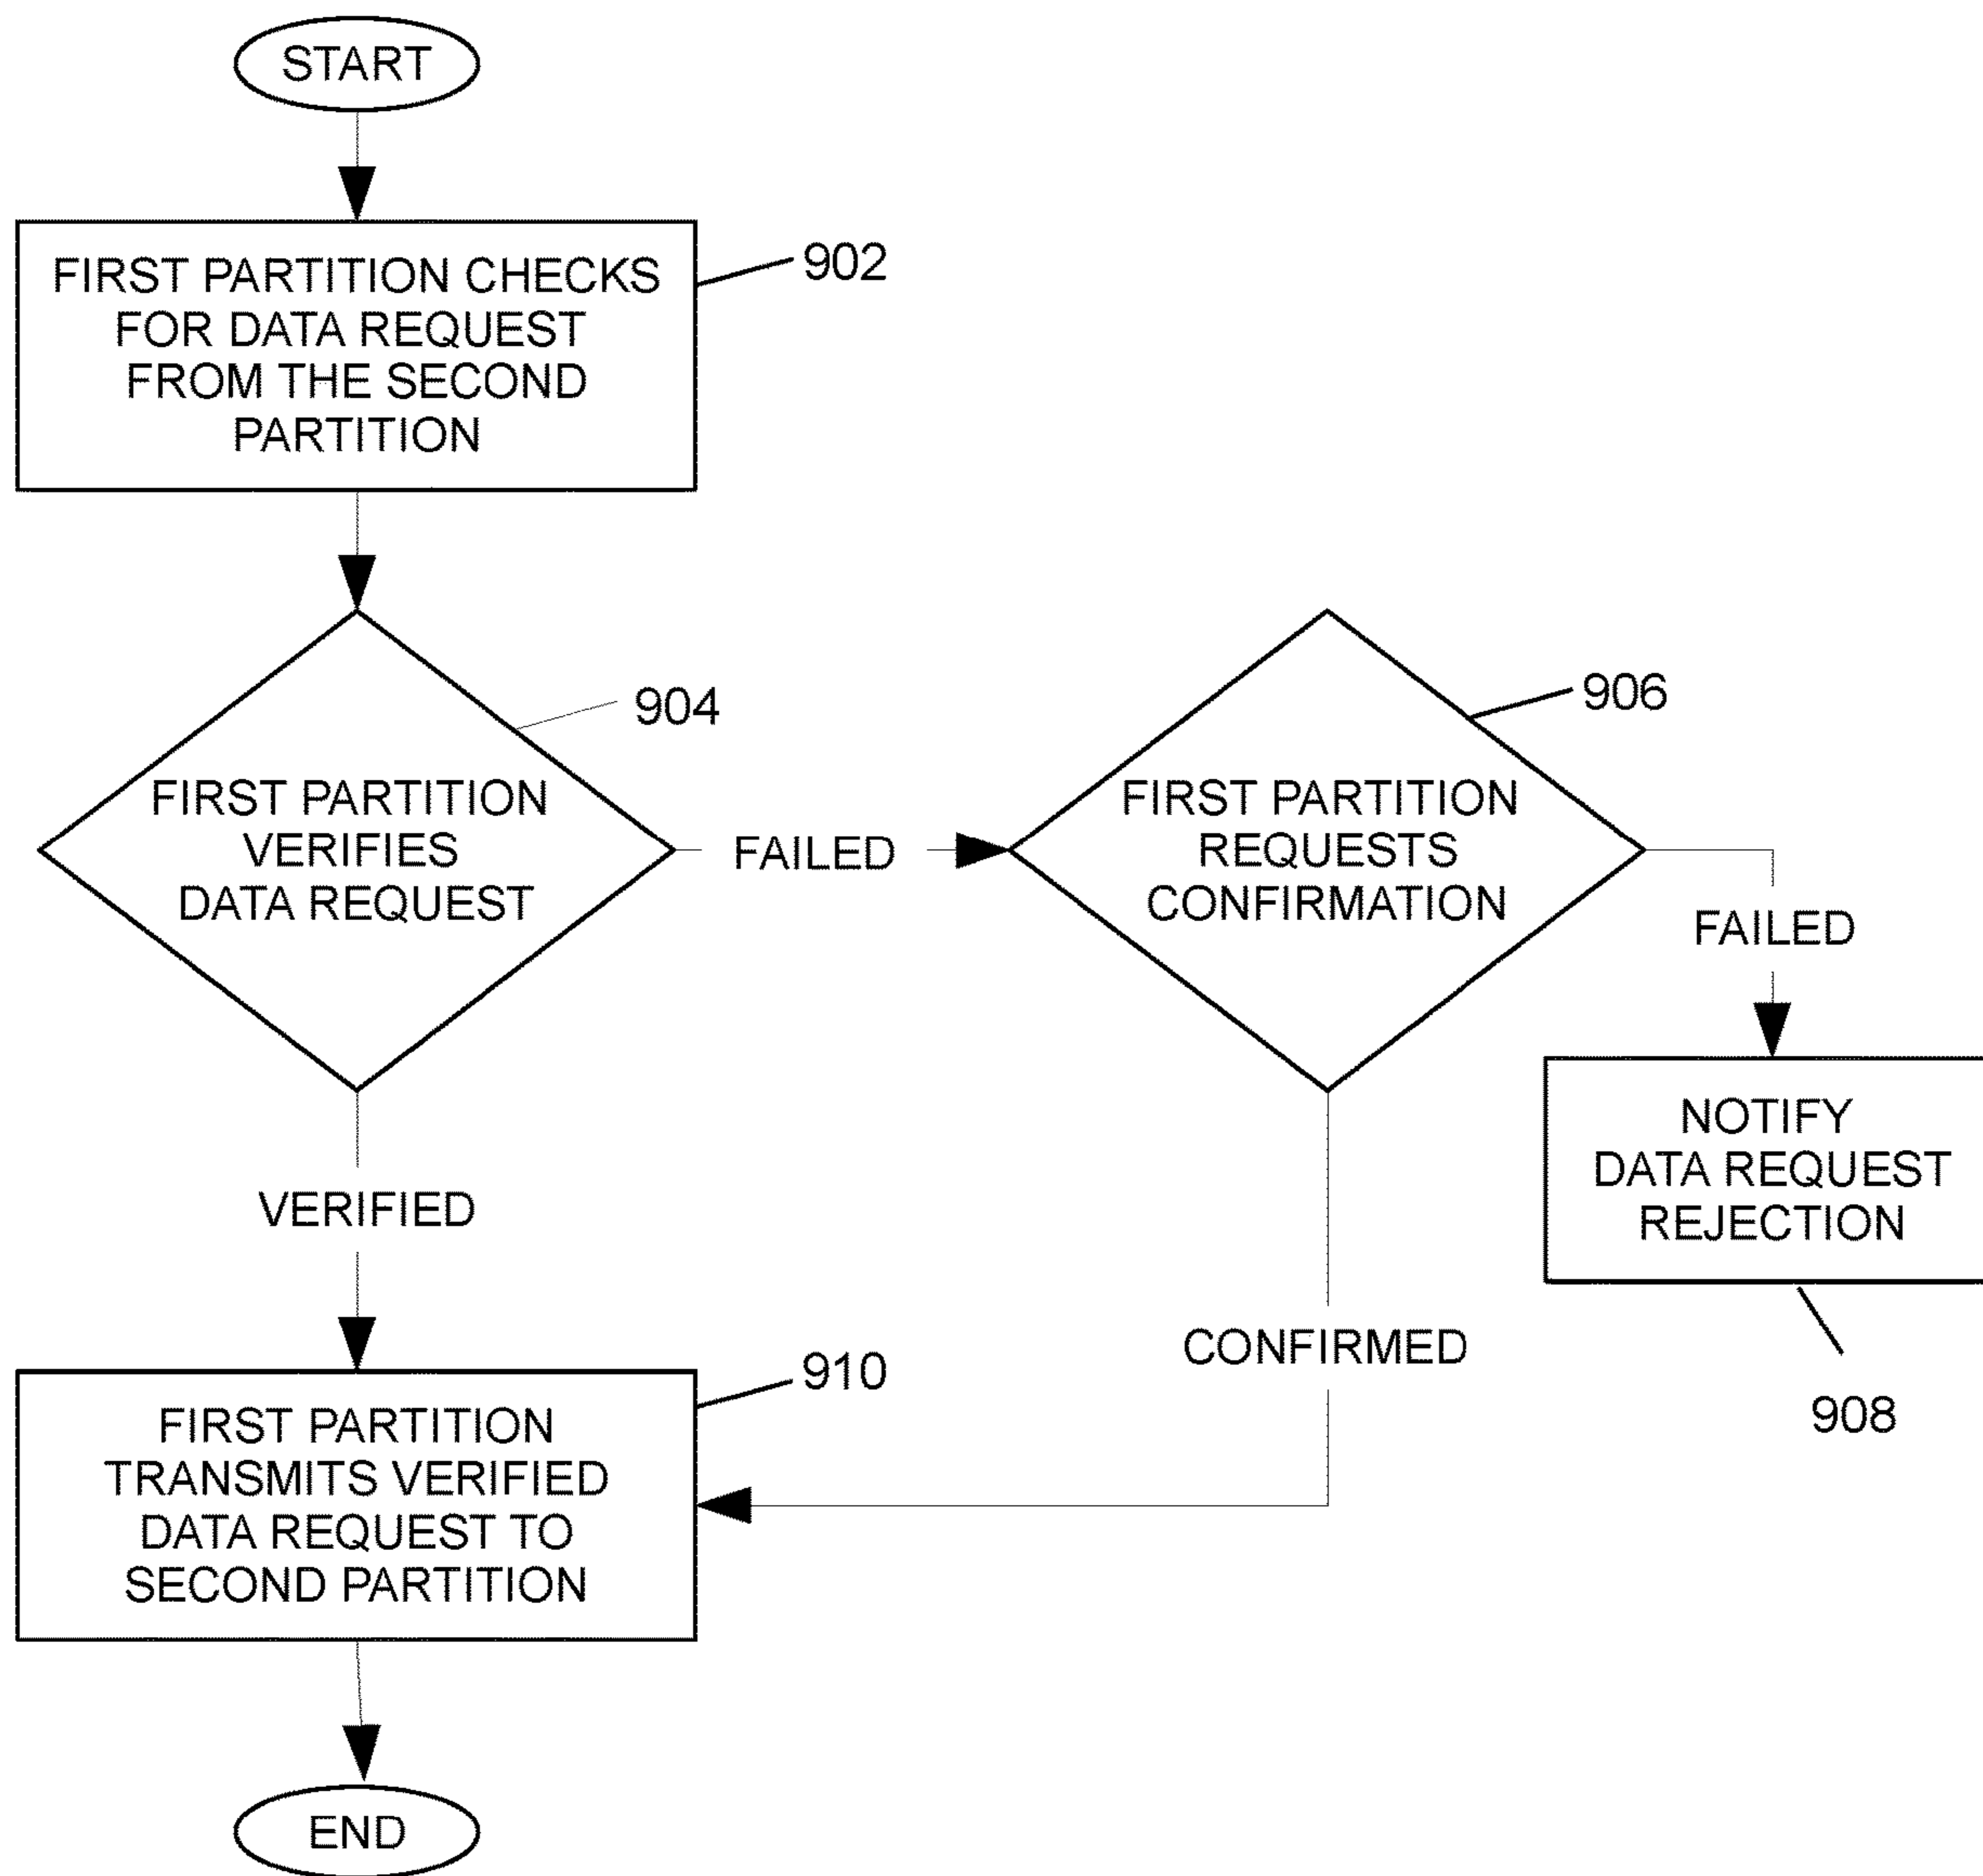 START
FIRST PARTITION CHECKS
FOR DATA REQUEST
FROM THE SECOND
PARTITION
902
904
FIRST PARTITION
VERIFIES
DATA REQUEST
FAILED
906
FIRST PARTITION
REQUESTS
CONFIRMATION
FAILED
NOTIFY
DATA REQUEST
REJECTION
908
VERIFIED
CONFIRMED
910
FIRST PARTITION
TRANSMITS VERIFIED
DATA REQUEST TO
SECOND PARTITION
END